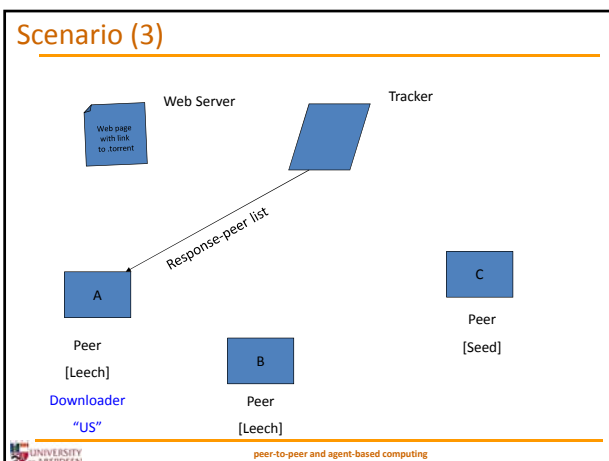 Scenario (3)
Web Server
Tracker
Web page
with link
to .torrent
Response-peer list
A
C
Peer
[Seed]
Peer
[Leech]
Downloader
“US”
B
Peer
[Leech]
UNIVERSITY
peer-to-peer and agent-based computing